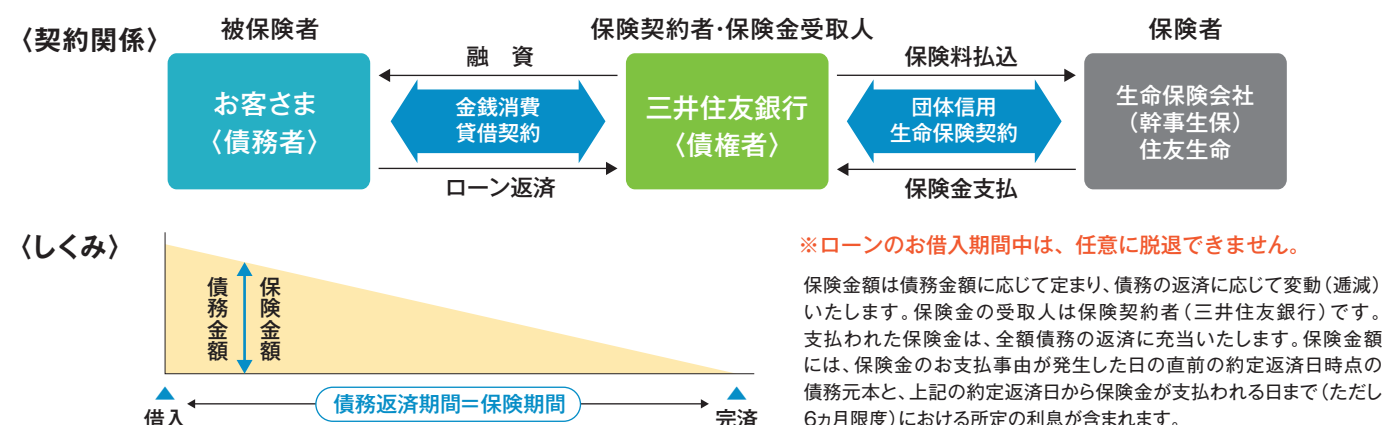 〈契約関係〉
被保険者
保険契約者・保険金受取人
保険者
お客さま
〈債務者〉
融　資
金銭消費
貸借契約
ローン返済
三井住友銀行
〈債権者〉
保険料払込
団体信用
生命保険契約
保険金支払
生命保険会社
（幹事生保）
住友生命
〈しくみ〉
債務金額
保険金額
借入
債務返済期間＝保険期間
完済
※ローンのお借入期間中は、任意に脱退できません。
保険金額は債務金額に応じて定まり、債務の返済に応じて変動（逓減）
いたします。保険金の受取人は保険契約者（三井住友銀行）です。
支払われた保険金は、全額債務の返済に充当いたします。保険金額
には、保険金のお支払事由が発生した日の直前の約定返済日時点の
債務元本と、上記の約定返済日から保険金が支払われる日まで（ただし
6ヵ月限度）における所定の利息が含まれます。